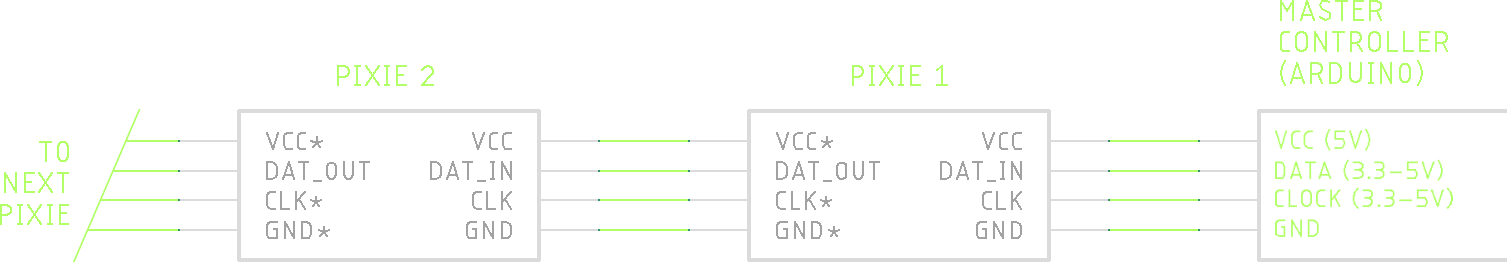 MASTER
CONTROLLER
(ARDUINO)
PIXIE 2
PIXIE 1
TO
NEXT
PIXIE
VCC* VCC
DAT_OUT DAT_IN
CLK* CLK
GND* GND
VCC* VCC
DAT_OUT DAT_IN
CLK* CLK
GND* GND
VCC (5V)
DATA (3.3-5V)
CLOCK (3.3-5V)
GND